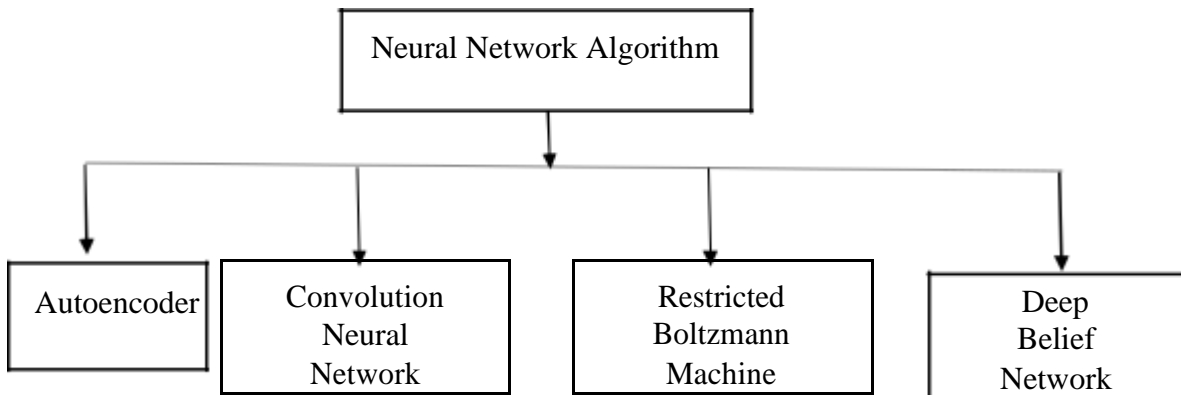 Neural Network Algorithm
Autoencoder
Convolution
Neural
Network
Restricted
Boltzmann
Machine
Deep
Belief
Network